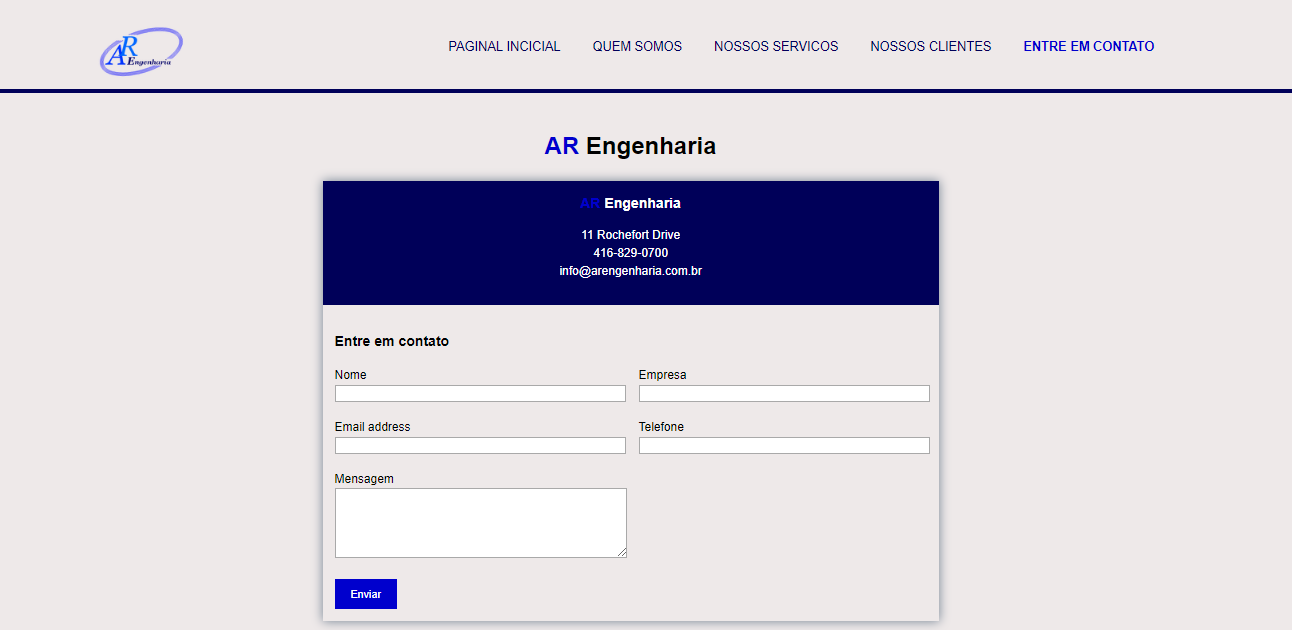 AR
Engenharia
PAGINAL INCICIAL QUEM SOMOS NOSSOS SERVICOS NOSSOS CLIENTES ENTRE EM CONTATO
AR Engenharia
AR Engenharia
11 Rochefort Drive
416-829-0700
info@arengenharia.com.br
Entre em contato
Nome Empresa
Email address Telefone
Mensagem
Enviar